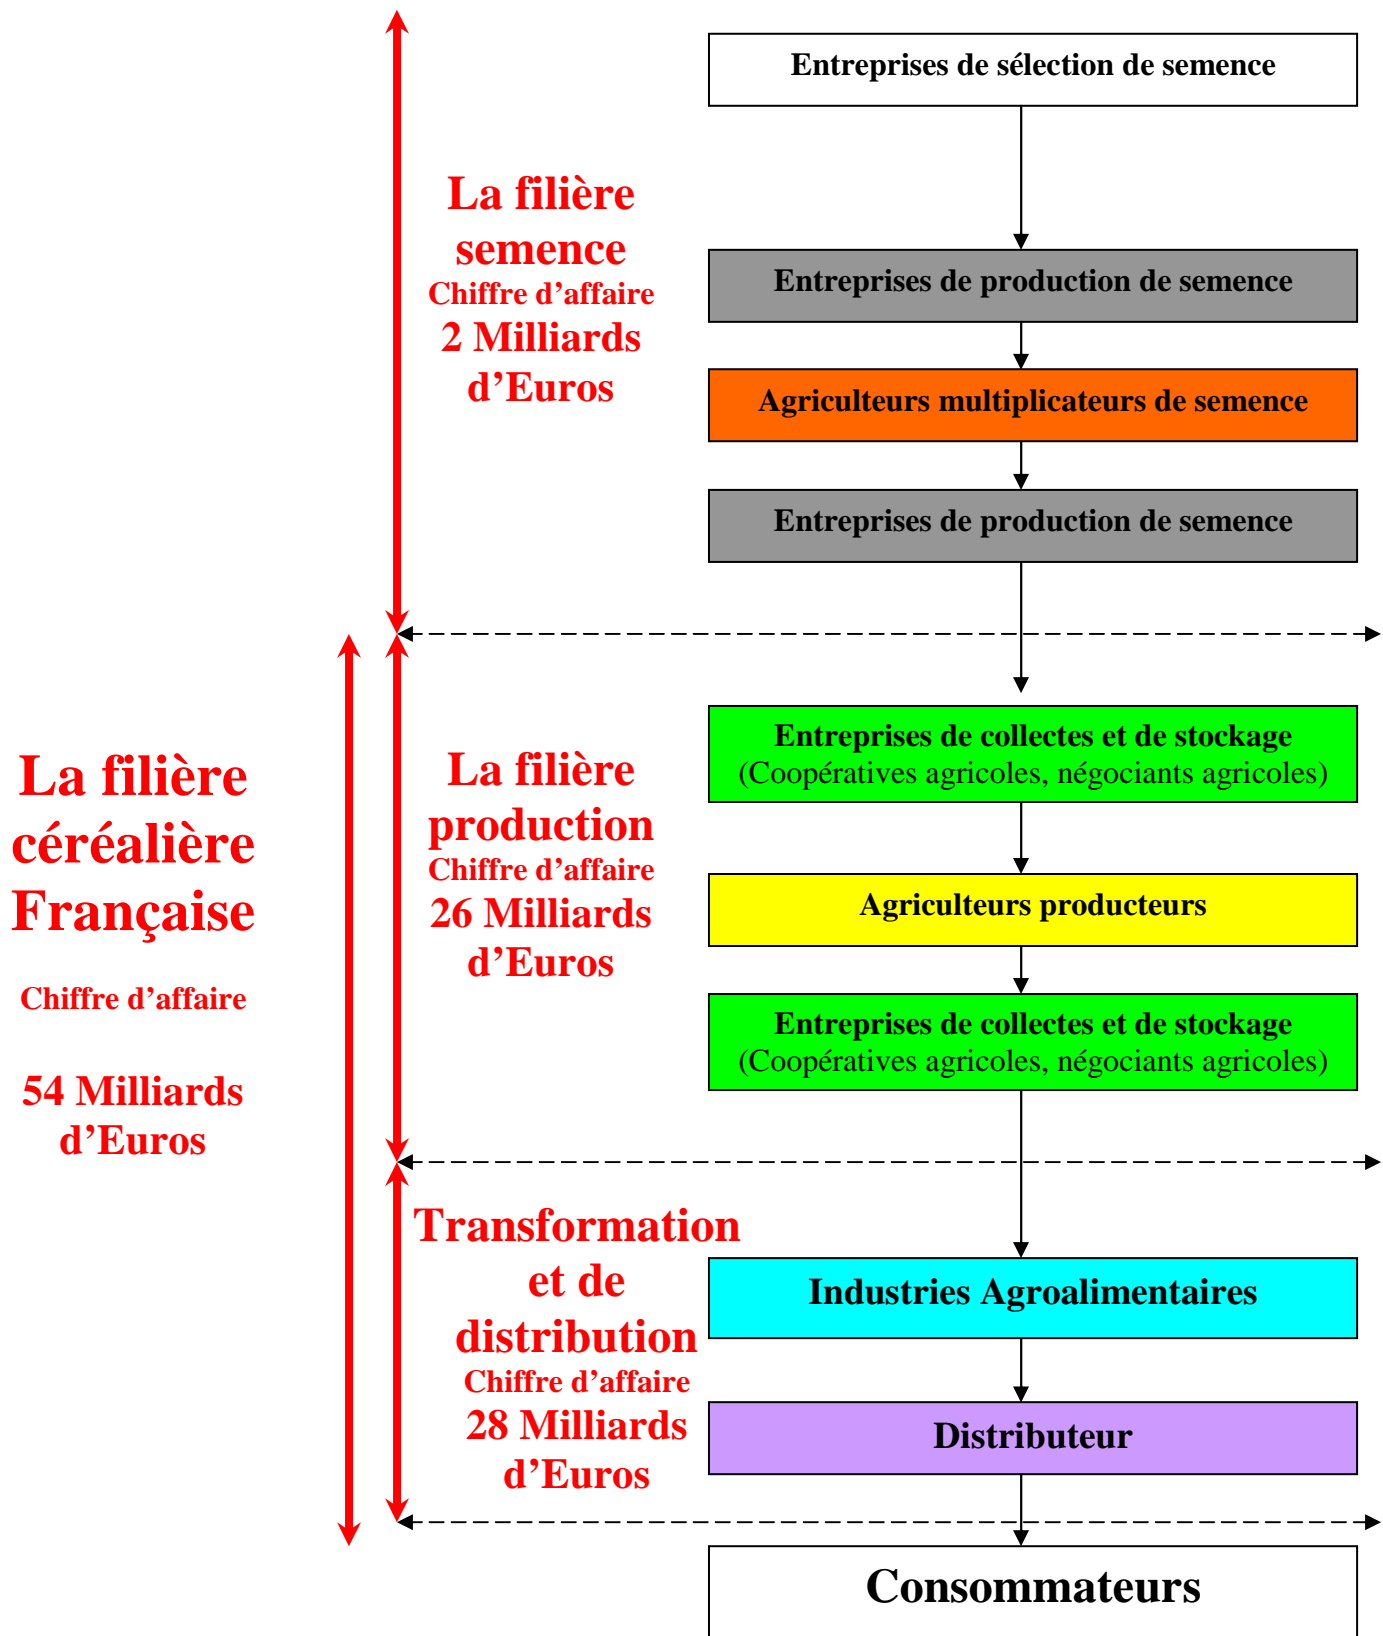 Entreprises de sélection de semence
La filière
semence
Chiffre d’affaire
2 Milliards
d’Euros
Entreprises de production de semence
Agriculteurs multiplicateurs de semence
Entreprises de production de semence
La filière
céréalière
Française
Chiffre d’affaire
54 Milliards
d’Euros
La filière
production
Chiffre d’affaire
26 Milliards
d’Euros
Entreprises de collectes et de stockage
(Coopératives agricoles, négociants agricoles)
Agriculteurs producteurs
Entreprises de collectes et de stockage
(Coopératives agricoles, négociants agricoles)
Transformation
et de
distribution
Chiffre d’affaire
28 Milliards
d’Euros
Industries Agroalimentaires
Distributeur
Consommateurs